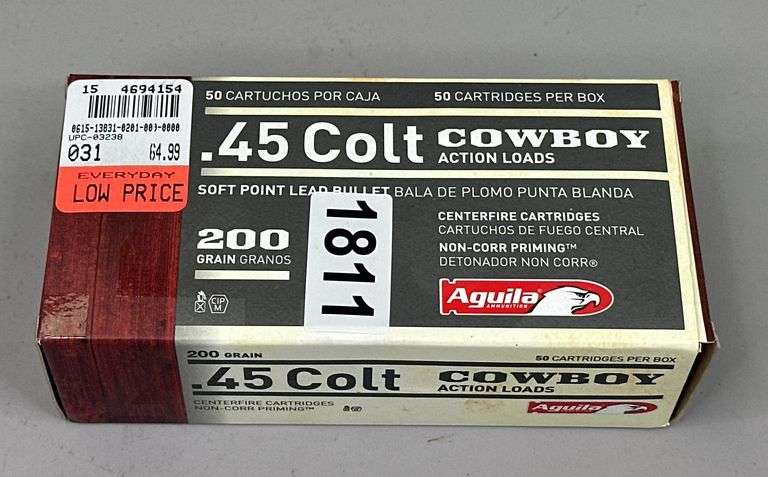 15 4694154
0615-13831-0201-003-0000
UPC-03238
031 64.99
EVERYDAY
LOW PRICE
50 CARTUCHOS POR CAJA 50 CARTRIDGES PER BOX
.45 Colt COWBOY
ACTION LOADS
SOFT POINT LEAD BULLET BALA DE PLOMO PUNTA BLANDA
200
GRAIN GRANOS
1811
CENTERFIRE CARTRIDGES
CARTUCHOS DE FUEGO CENTRAL
NON-CORR PRIMING™
DETONADOR NON CORR®
CIP
M
Aguila
AMMUNITION
200 GRAIN 50 CARTRIDGES PER BOX
.45 Colt COWBOY
ACTION LOADS
CENTERFIRE CARTRIDGES
NON-CORR PRIMING™
Aguila